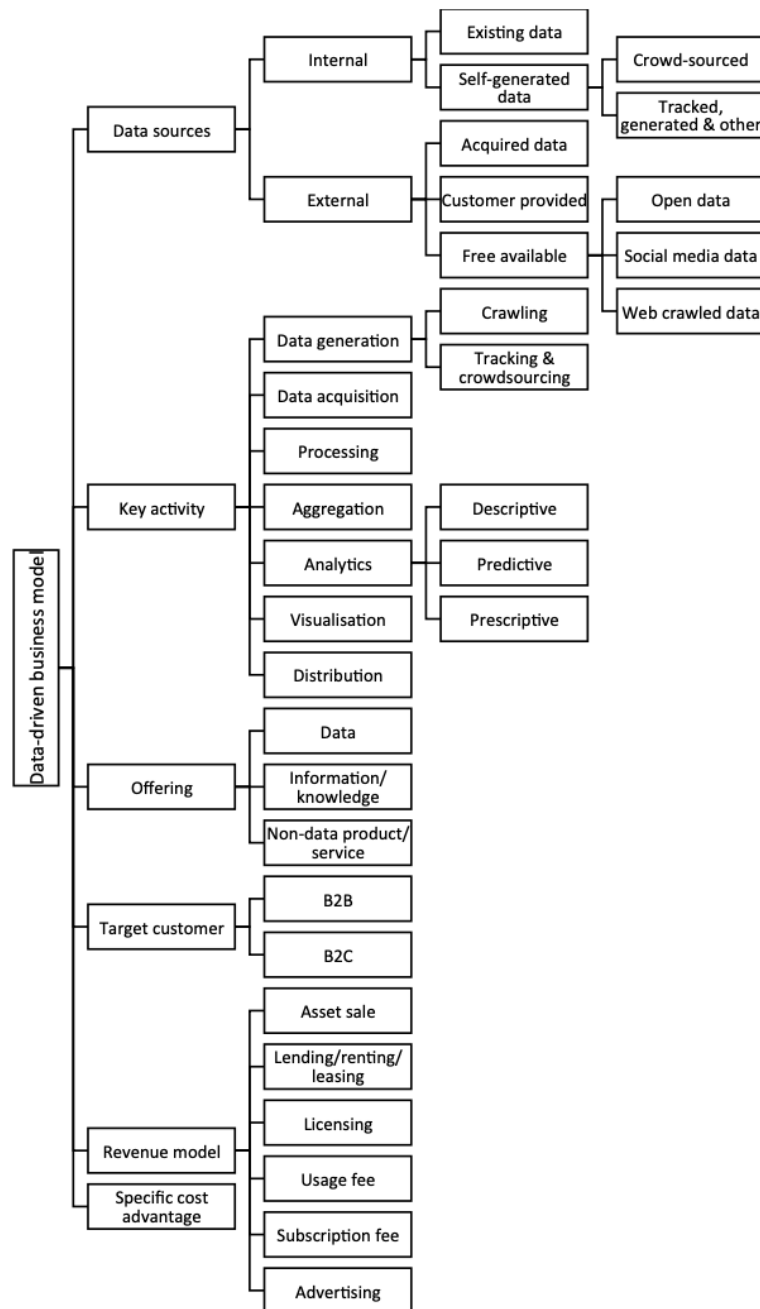 Data-driven business model
Data sources
Internal
Existing data
Self-generated
data
Crowd-sourced
Tracked,
generated & other
External
Acquired data
Customer provided
Free available
Open data
Social media data
Web crawled data
Key activity
Data generation
Crawling
Tracking &
crowdsourcing
Data acquisition
Processing
Aggregation
Analytics
Descriptive
Predictive
Prescriptive
Visualisation
Distribution
Offering
Data
Information/
knowledge
Non-data product/
service
Target customer
B2B
B2C
Revenue model
Asset sale
Lending/renting/
leasing
Licensing
Usage fee
Subscription fee
Advertising
Specific cost
advantage